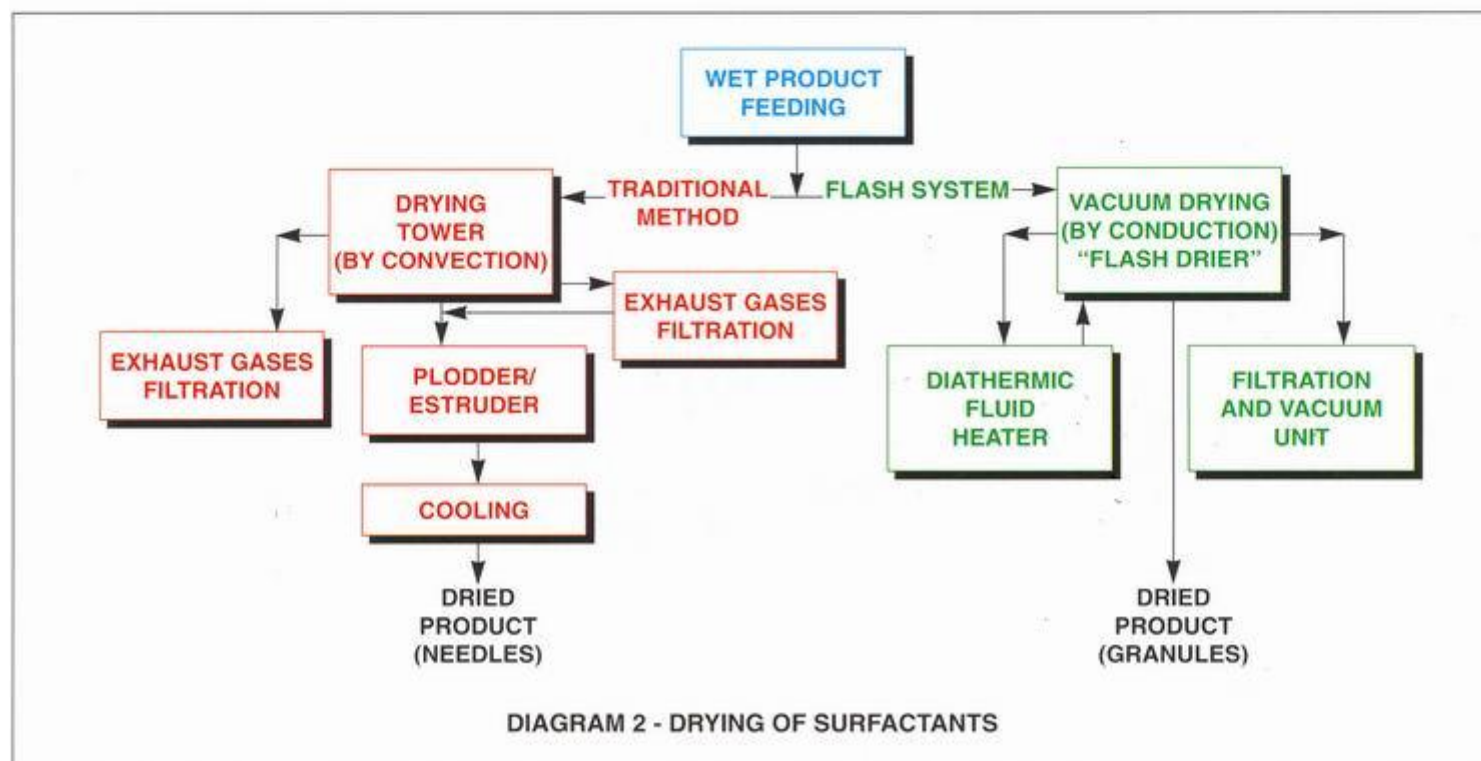 WET PRODUCT
FEEDING
TRADITIONAL
METHOD
FLASH SYSTEM
DRYING
TOWER
(BY CONVECTION)
VACUUM DRYING
(BY CONDUCTION)
“FLASH DRIER”
EXHAUST GASES
FILTRATION
EXHAUST GASES
FILTRATION
PLODDER/
ESTRUDER
DIATHERMIC
FLUID
HEATER
FILTRATION
AND VACUUM
UNIT
COOLING
DRIED
PRODUCT
(NEEDLES)
DRIED
PRODUCT
(GRANULES)
DIAGRAM 2 - DRYING OF SURFACTANTS